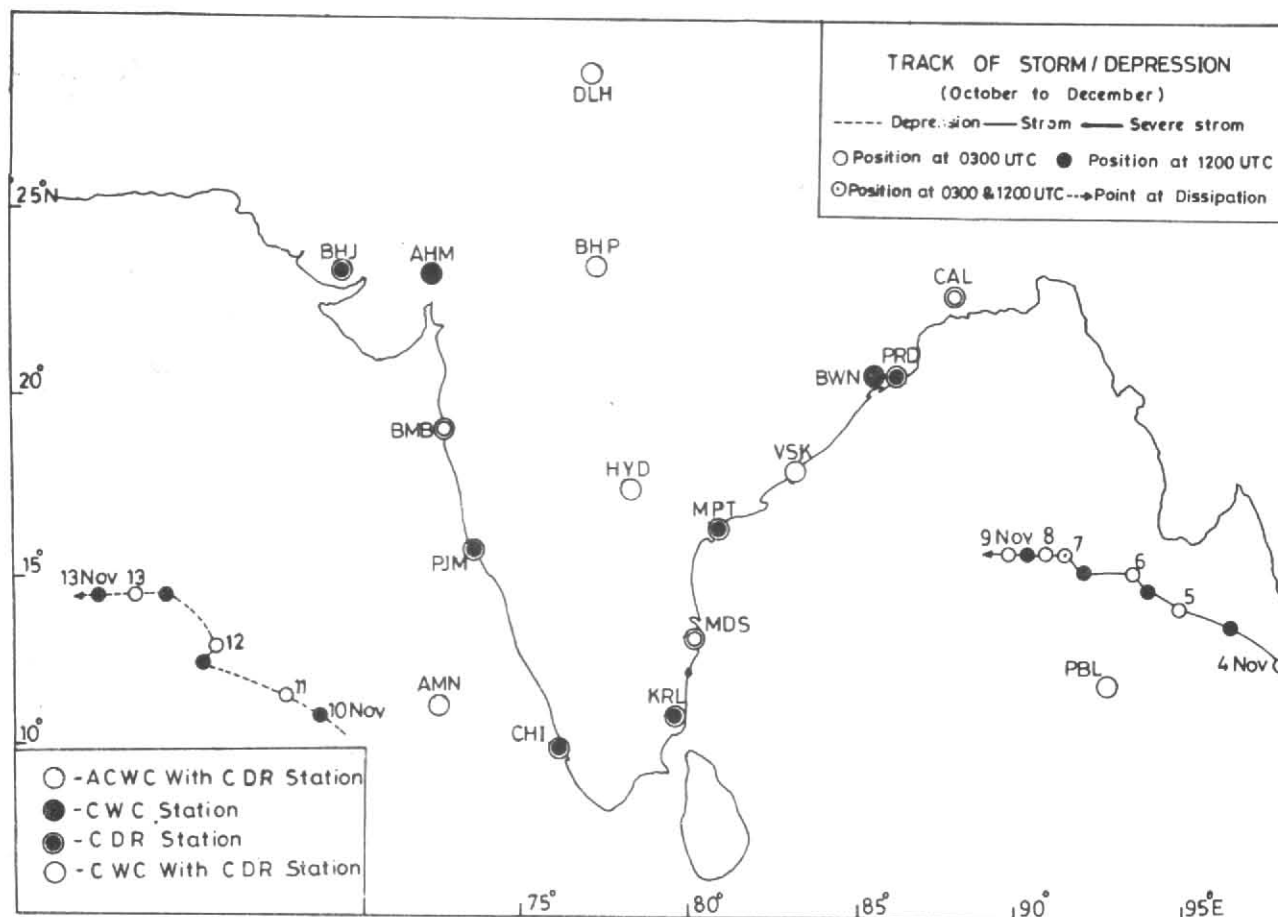 TRACK OF STORM/DEPRESSION
(October to December)
Strom Severe strom
Position at 0300 UTC Position at 1200 UTC
Position at 0300 & 1200 UTC Point at Dissipation
DLH
25°N
BHJ
AHM
BHP
CAL
20°
BWN
PRD
BMB
HYD
VSK
MPT
PJM
15°
9 Nov 8 7
6
5
4 Nov
13 Nov 13
12
11
10 Nov
MDS
PBL
AMN
KRL
CHI
10°
-ACWC With CDR Station
-CWC Station
-CDR Station
-CWC With CDR Station
75° 80° 85° 90° 95°E